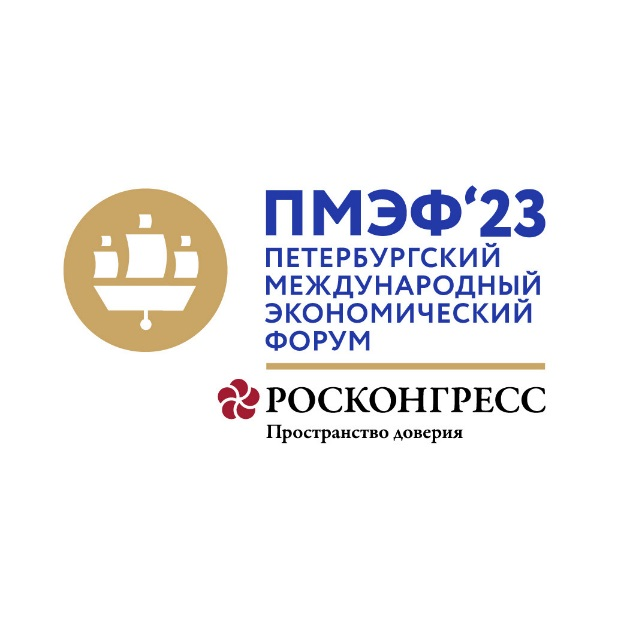 ПМЭФ‘23
ПЕТЕРБУРГСКИЙ
МЕЖДУНАРОДНЫЙ
ЭКОНОМИЧЕСКИЙ
ФОРУМ
РОСКОНГРЕСС
Пространство доверия